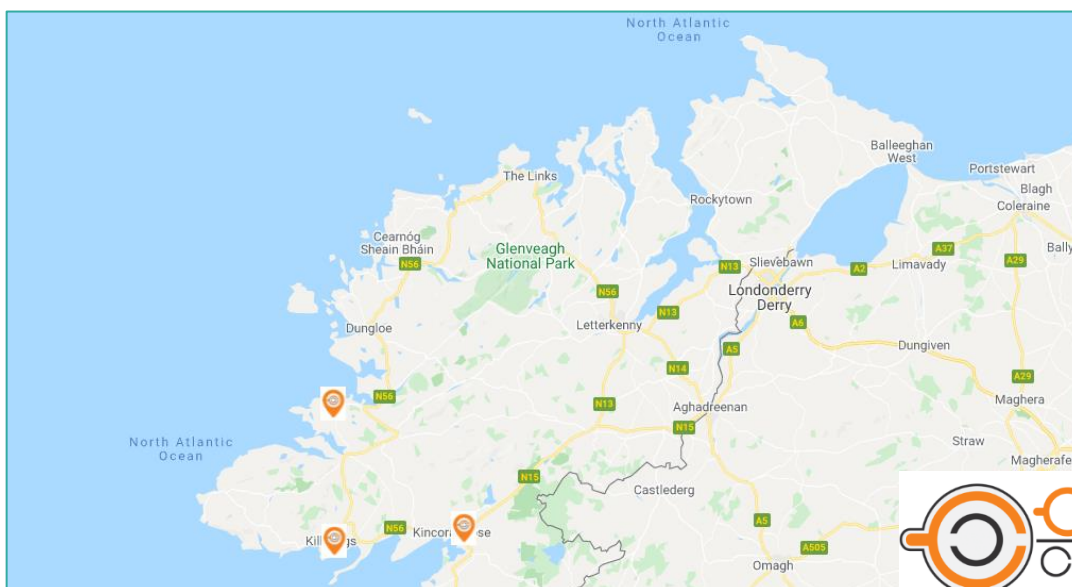 North Atlantic
Ocean
Balleeghan
West
Portstewart
The Links
Blagh
Rockytown
Coleraine
Cearnóg
Sheain Bháin
Glenveagh
National Park
A37
Bally
N56
N13
Slievebawn
A2
Limavady
A29
N56
Londonderry
Derry
Dungloe
Letterkenny
N13
A6
Dungiven
A5
N14
A29
N56
N13
Aghadreenan
Maghera
N15
North Atlantic
Ocean
Straw
Magherafe
N15
Castlederg
N56
A5
A505
Omagh